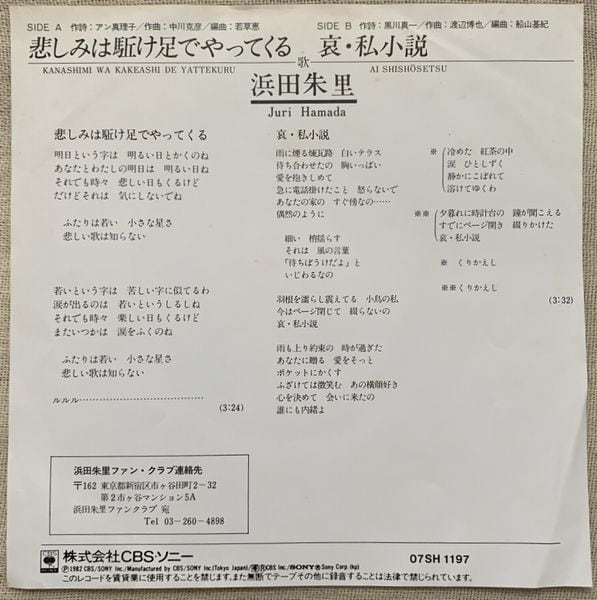 SIDE A 作詩：アン真理子／作曲：中川克彦／編曲：若草恵
悲しみは駈け足でやってくる
KANASHIMI WA KAKEASHI DE YATTEKURU
SIDE B 作詩：黒川真一／作曲：渡辺博也／編曲：船山基紀
哀・私小説
AI SHISHŌSETSU
歌
浜田朱里
Juri Hamada
悲しみは駈け足でやってくる
明日という字は 明るい日とかくのね
あなたとわたしの明日は 明るい日ね
それでも時々 悲しい日もくるけど
だけどそれは 気にしないでね
ふたりは若い 小さな星さ
悲しい歌は知らない
若いという字は 苦しい字に似てるわ
涙が出るのは 若いというしるしね
それでも時々 楽しい日もくるけど
またいつかは 涙をふくのね
ふたりは若い 小さな星さ
悲しい歌は知らない
ルルル……………………………
(3:24)
哀・私小説
雨に煙る煉瓦路 白いテラス
待ち合わせたの 胸いっぱい
愛を抱きしめて
急に電話掛けたこと 怒らないで
あなたの家の すぐ傍なの……
偶然のように
細い 梢揺らす
それは 風の言葉
「待ちぼうけだよ」と
いじわるなの
羽根を濡らし震えてる 小鳥の私
今はページ閉じて 綴らないの
哀・私小説
雨も上り約束の 時が過ぎた
あなたに贈る 愛をそっと
ポケットにかくす
ふざけては微笑む あの横顔好き
心を決めて 会いに来たの
誰にも内緒よ
※ 冷めた 紅茶の中
涙 ひとしずく
静かにこぼれて
溶けてゆくわ
※※ 夕暮れに時計台の 鐘が聞こえる
すでにページ開き 綴りかけた
哀・私小説
※ くりかえし
※※くりかえし
(3:32)
浜田朱里ファン・クラブ連絡先
〒162 東京都新宿区市ヶ谷田町2－32
第2市ヶ谷マンション5A
浜田朱里ファンクラブ 宛
Tel 03－260－4898
CBS
株式会社CBS・ソニー
07SH 1197
Ⓟ1982 CBS/SONY Inc./Manufactured by CBS/SONY Inc.(Tokyo Japan)/CBS Inc./SONY® Sony Corp. (kg)
このレコードを賃貸業に使用することを禁じます。また無断でテープその他に録音することは法律で禁じられています。